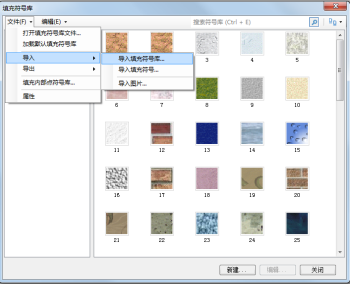 填充符号库
文件(F) 编辑(E) 搜索符号库 (Ctrl + E)
打开填充符号库文件...
加载默认填充符号库
导入
导出
填充内部点符号库...
属性
导入填充符号库...
导入填充符号...
导入图片...
3 4 5
6 7 8 9 10
11 12 13 14 15
16 17 18 19 20
21 22 23 24 25
新建... 编辑... 关闭